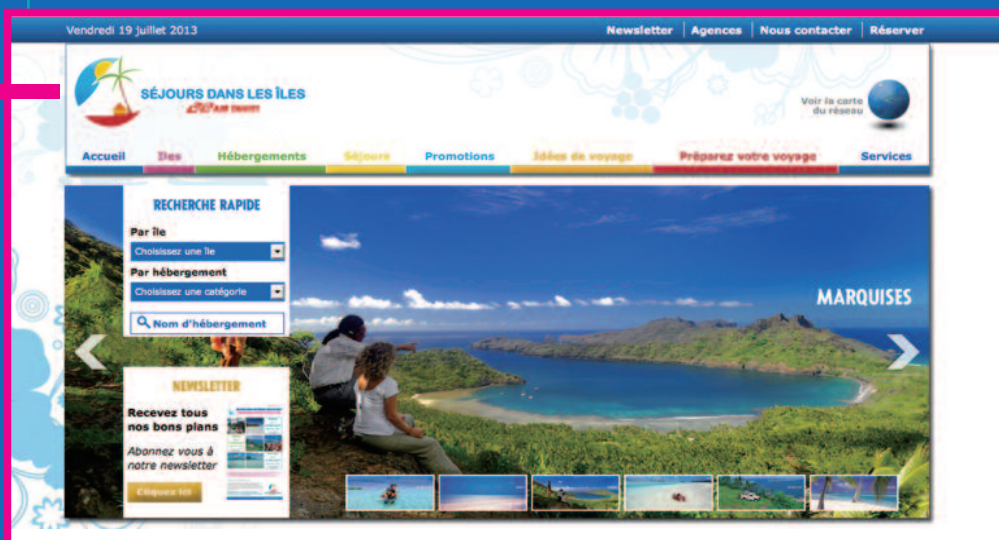 Vendredi 19 juillet 2013
Newsletter | Agences | Nous contacter | Réserver
SÉJOURS DANS LES ÎLES
AIR TAHITI
Voir la carte
du réseau
Accueil Iles Hébergements Séjours Promotions Idées de voyage Préparez votre voyage Services
RECHERCHE RAPIDE
Par île
Choisissez une île
Par hébergement
Choisissez une catégorie
Nom d'hébergement
MARQUISES
NEWSLETTER
Recevez tous
nos bons plans
Abonnez vous à
notre newsletter
Cliquez ici